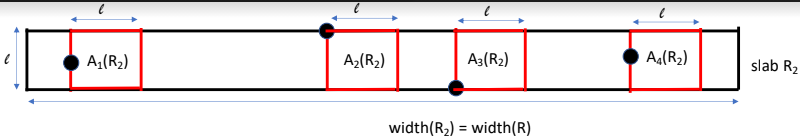 ℓ ℓ ℓ ℓ
ℓ A₁(R₂) A₂(R₂) A₃(R₂) A₄(R₂) slab R₂
width(R₂) = width(R)